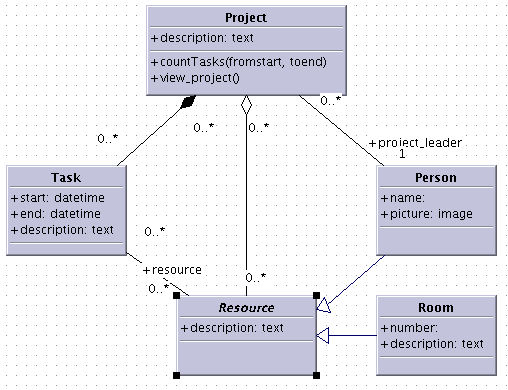 Project
+description: text
+countTasks(fromstart, toend)
+view_project()
0..*
0..*
0..*
0..*
+project_leader
1
Task
+start: datetime
+end: datetime
+description: text
Person
+name:
+picture: image
0..*
+resource
0..*
0..*
Resource
+description: text
Room
+number:
+description: text